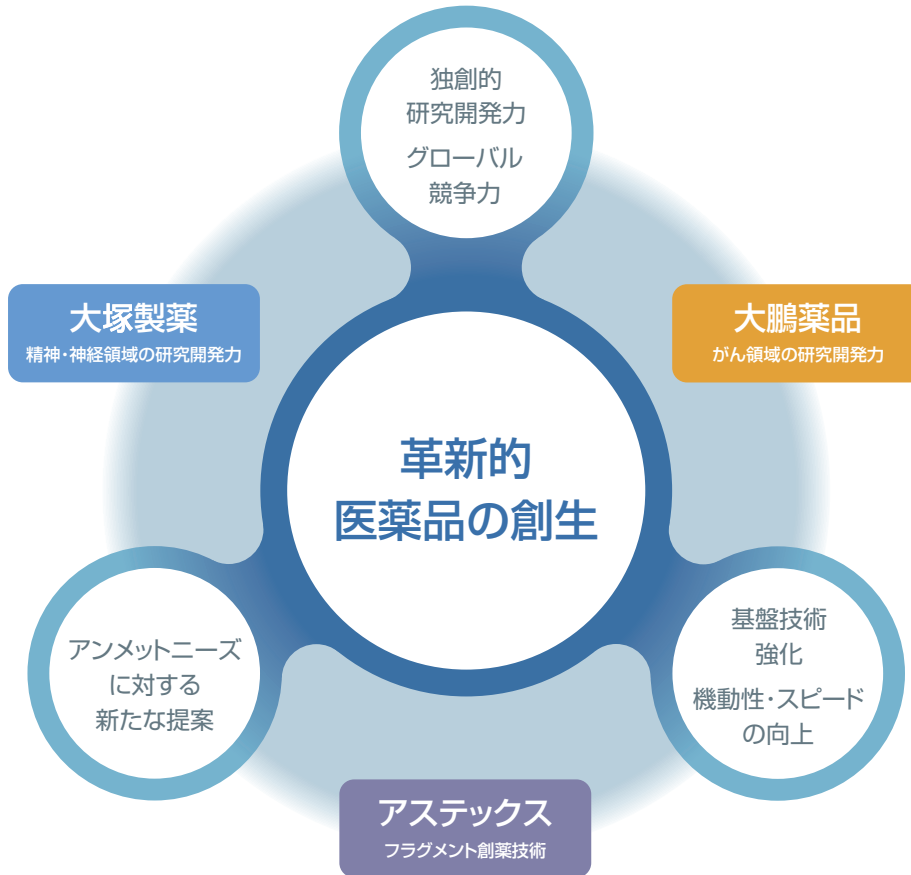 独創的
研究開発力
グローバル
競争力
大塚製薬
精神・神経領域の研究開発力
大鵬薬品
がん領域の研究開発力
革新的
医薬品の創生
アンメットニーズ
に対する
新たな提案
基盤技術
強化
機動性・スピード
の向上
アステックス
フラグメント創薬技術